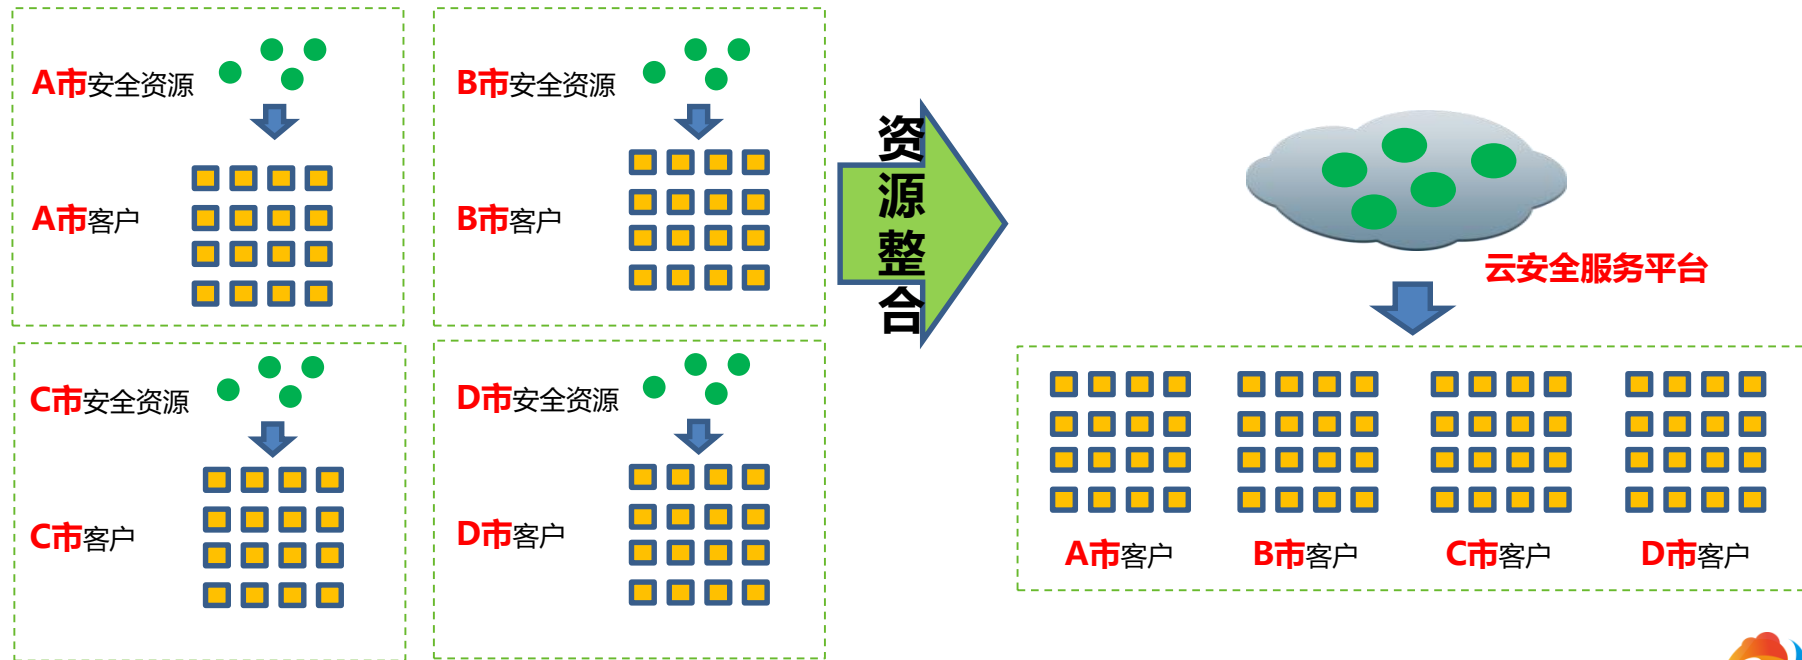 A市安全资源
A市客户
B市安全资源
B市客户
C市安全资源
C市客户
D市安全资源
D市客户
资
源
整
合
云安全服务平台
A市客户
B市客户
C市客户
D市客户